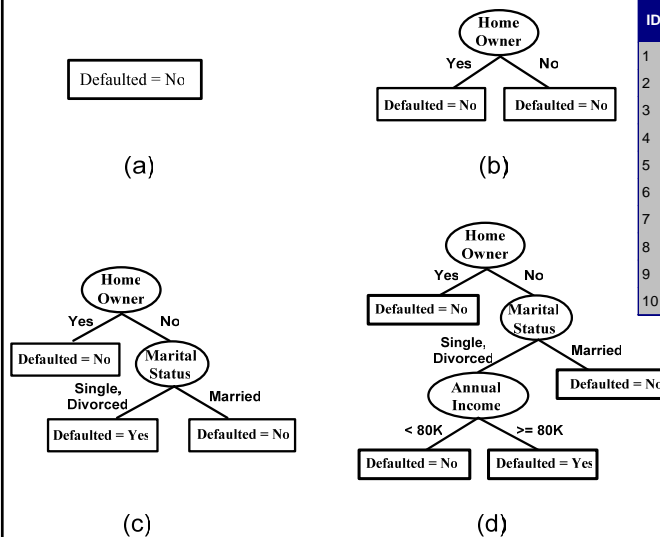 Defaulted = No
(a)
Home
Owner
Yes
No
Defaulted = No
Defaulted = No
(b)
Home
Owner
Yes
No
Defaulted = No
Marital
Status
Single,
Divorced
Married
Defaulted = Yes
Defaulted = No
(c)
Home
Owner
Yes
No
Defaulted = No
Marital
Status
Single,
Divorced
Married
Annual
Income
Defaulted = No
< 80K
>= 80K
Defaulted = No
Defaulted = Yes
(d)
ID
1
2
3
4
5
6
7
8
9
10